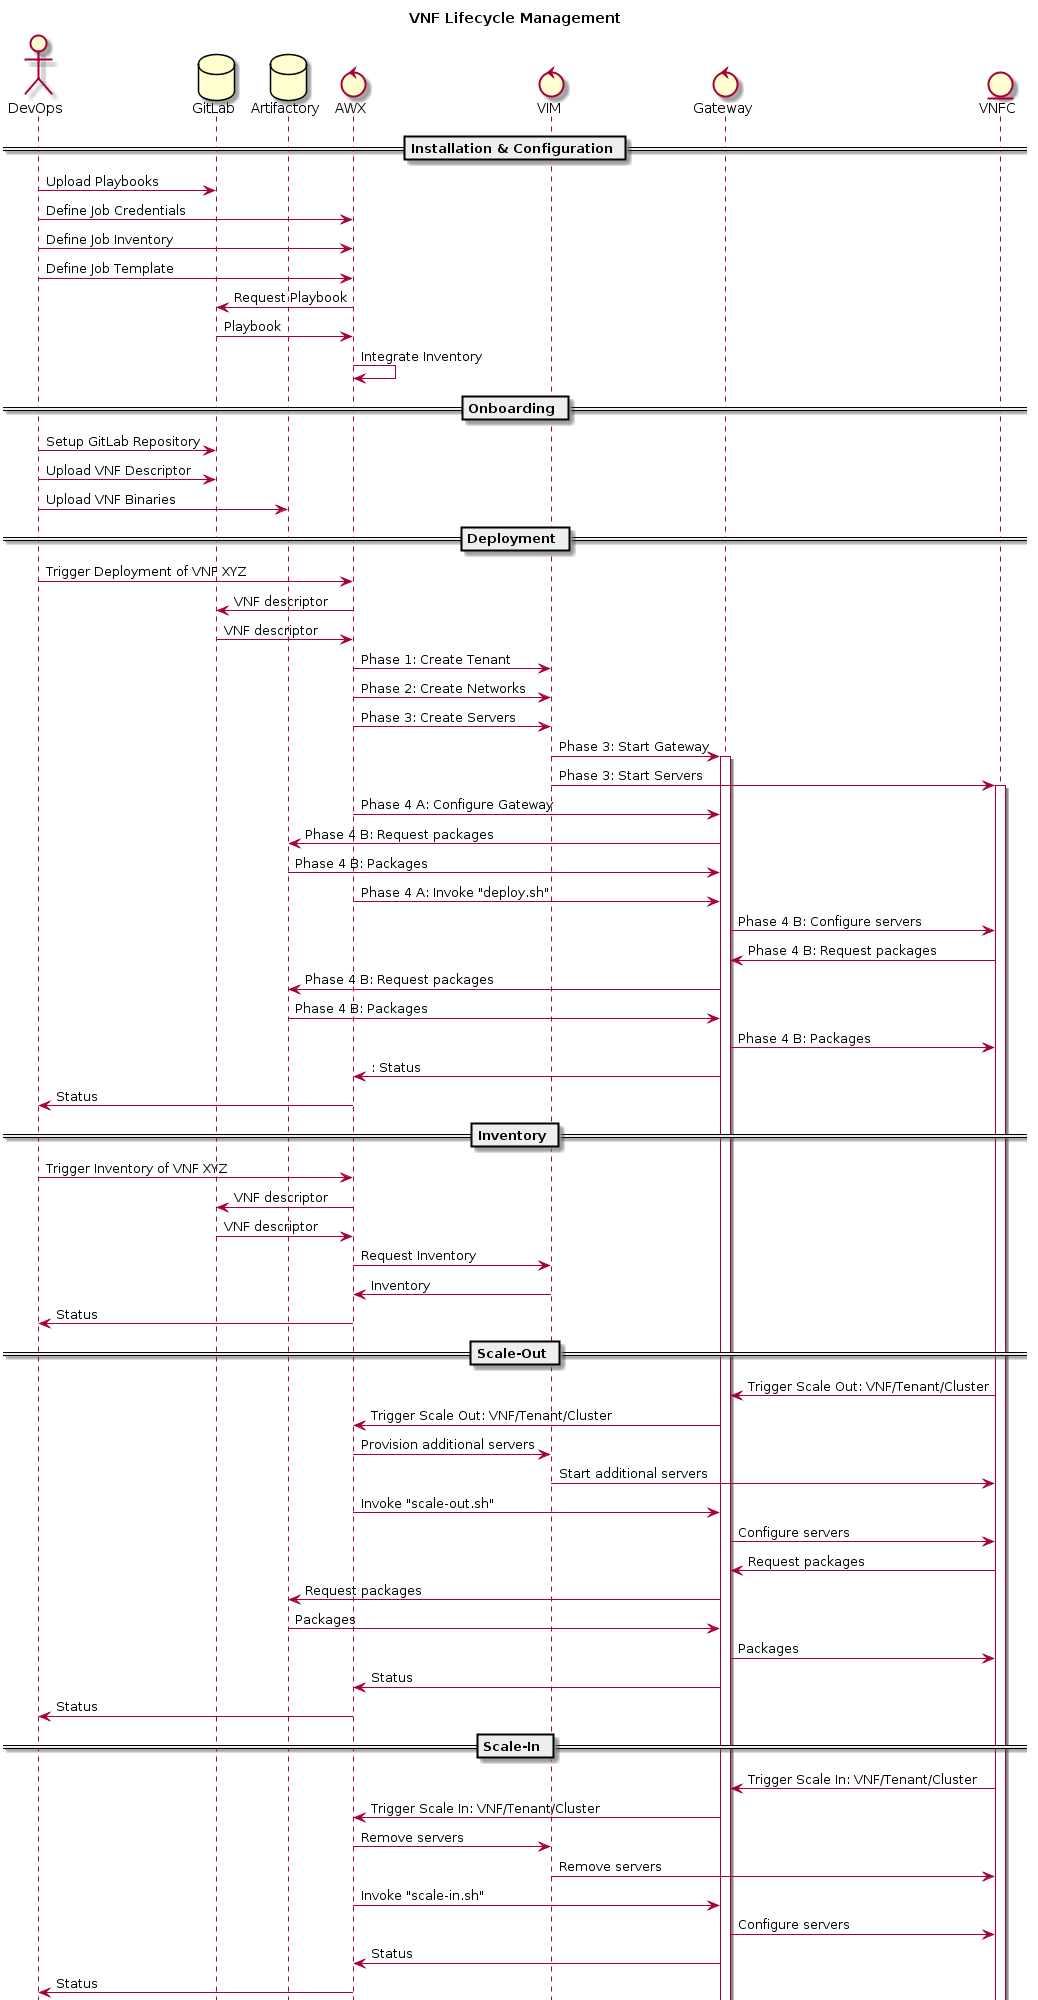 VNF Lifecycle Management
DevOps
GitLab
Artifactory
AWX
VIM
Gateway
VNFC
Installation & Configuration
Upload Playbooks
Define Job Credentials
Define Job Inventory
Define Job Template
Request Playbook
Playbook
Integrate Inventory
Onboarding
Setup GitLab Repository
Upload VNF Descriptor
Upload VNF Binaries
Deployment
Trigger Deployment of VNF XYZ
VNF descriptor
VNF descriptor
Phase 1: Create Tenant
Phase 2: Create Networks
Phase 3: Create Servers
Phase 3: Start Gateway
Phase 3: Start Servers
Phase 4 A: Configure Gateway
Phase 4 B: Request packages
Phase 4 B: Packages
Phase 4 A: Invoke "deploy.sh"
Phase 4 B: Configure servers
Phase 4 B: Request packages
Phase 4 B: Request packages
Phase 4 B: Packages
Phase 4 B: Packages
: Status
Status
Inventory
Trigger Inventory of VNF XYZ
VNF descriptor
VNF descriptor
Request Inventory
Inventory
Status
Scale-Out
Trigger Scale Out: VNF/Tenant/Cluster
Trigger Scale Out: VNF/Tenant/Cluster
Provision additional servers
Start additional servers
Invoke "scale-out.sh"
Configure servers
Request packages
Request packages
Packages
Packages
Status
Status
Scale-In
Trigger Scale In: VNF/Tenant/Cluster
Trigger Scale In: VNF/Tenant/Cluster
Remove servers
Remove servers
Invoke "scale-in.sh"
Configure servers
Status
Status